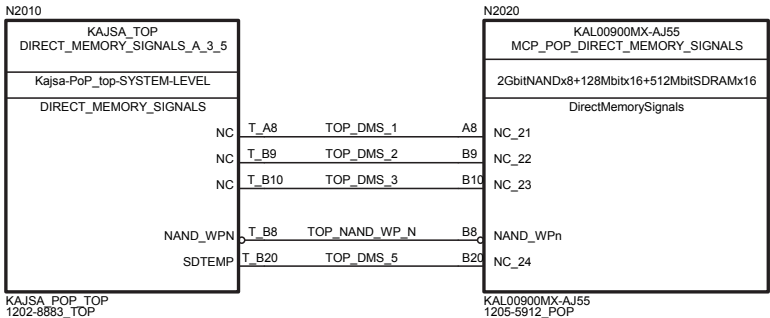 N2010
KAJSA_TOP
DIRECT_MEMORY_SIGNALS_A_3_5
Kajsa-PoP_top-SYSTEM-LEVEL
DIRECT_MEMORY_SIGNALS
N2020
KAL00900MX-AJ55
MCP_POP_DIRECT_MEMORY_SIGNALS
2GbitNANDx8+128Mbitx16+512MbitSDRAMx16
DirectMemorySignals
NC T_A8 TOP_DMS_1 A8 NC_21
NC T_B9 TOP_DMS_2 B9 NC_22
NC T_B10 TOP_DMS_3 B10 NC_23
NAND_WPN T_B8 TOP_NAND_WP_N B8 NAND_WPn
SDTEMP T_B20 TOP_DMS_5 B20 NC_24
KAJSA_POP_TOP
1202-8883_TOP
KAL00900MX-AJ55
1205-5912_POP